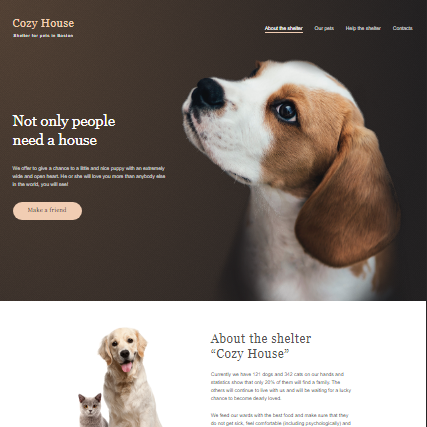 Cozy House
Shelter for pets in Boston
About the shelter
Our pets
Help the shelter
Contacts
Not only people
need a house
We offer to give a chance to a little and nice puppy with an extremely
wide and open heart. He or she will love you more than anybody else
in the world, you will see!
Make a friend
About the shelter
“Cozy House”
Currently we have 121 dogs and 342 cats on our hands and
statistics show that only 20% of them will find a family. The
others will continue to live with us and will be waiting for a lucky
chance to become dearly loved.
We feed our wards with the best food and make sure that they
do not get sick, feel comfortable (including psychologically) and